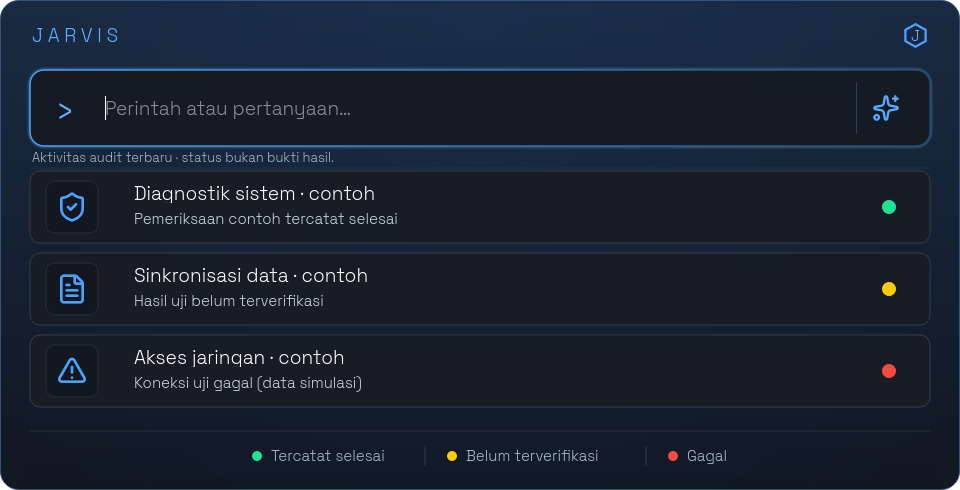 JARVIS
J
>
Perintah atau pertanyaan...
Aktivitas audit terbaru · status bukan bukti hasil.
Diagnostik sistem · contoh
Pemeriksaan contoh tercatat selesai
Sinkronisasi data · contoh
Hasil uji belum terverifikasi
Akses jaringan · contoh
Koneksi uji gagal (data simulasi)
Tercatat selesai
Belum terverifikasi
Gagal